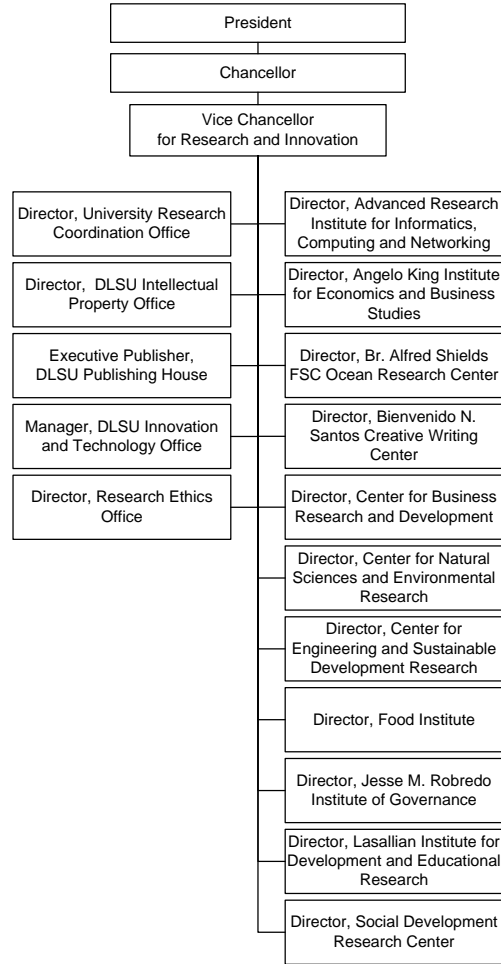 President
Chancellor
Vice Chancellor
for Research and Innovation
Director, University Research
Coordination Office
Director, DLSU Intellectual
Property Office
Executive Publisher,
DLSU Publishing House
Manager, DLSU Innovation
and Technology Office
Director, Research Ethics
Office
Director, Advanced Research
Institute for Informatics,
Computing and Networking
Director, Angelo King Institute
for Economics and Business
Studies
Director, Br. Alfred Shields
FSC Ocean Research Center
Director, Bienvenido N.
Santos Creative Writing
Center
Director, Center for Business
Research and Development
Director, Center for Natural
Sciences and Environmental
Research
Director, Center for
Engineering and Sustainable
Development Research
Director, Food Institute
Director, Jesse M. Robredo
Institute of Governance
Director, Lasallian Institute for
Development and Educational
Research
Director, Social Development
Research Center